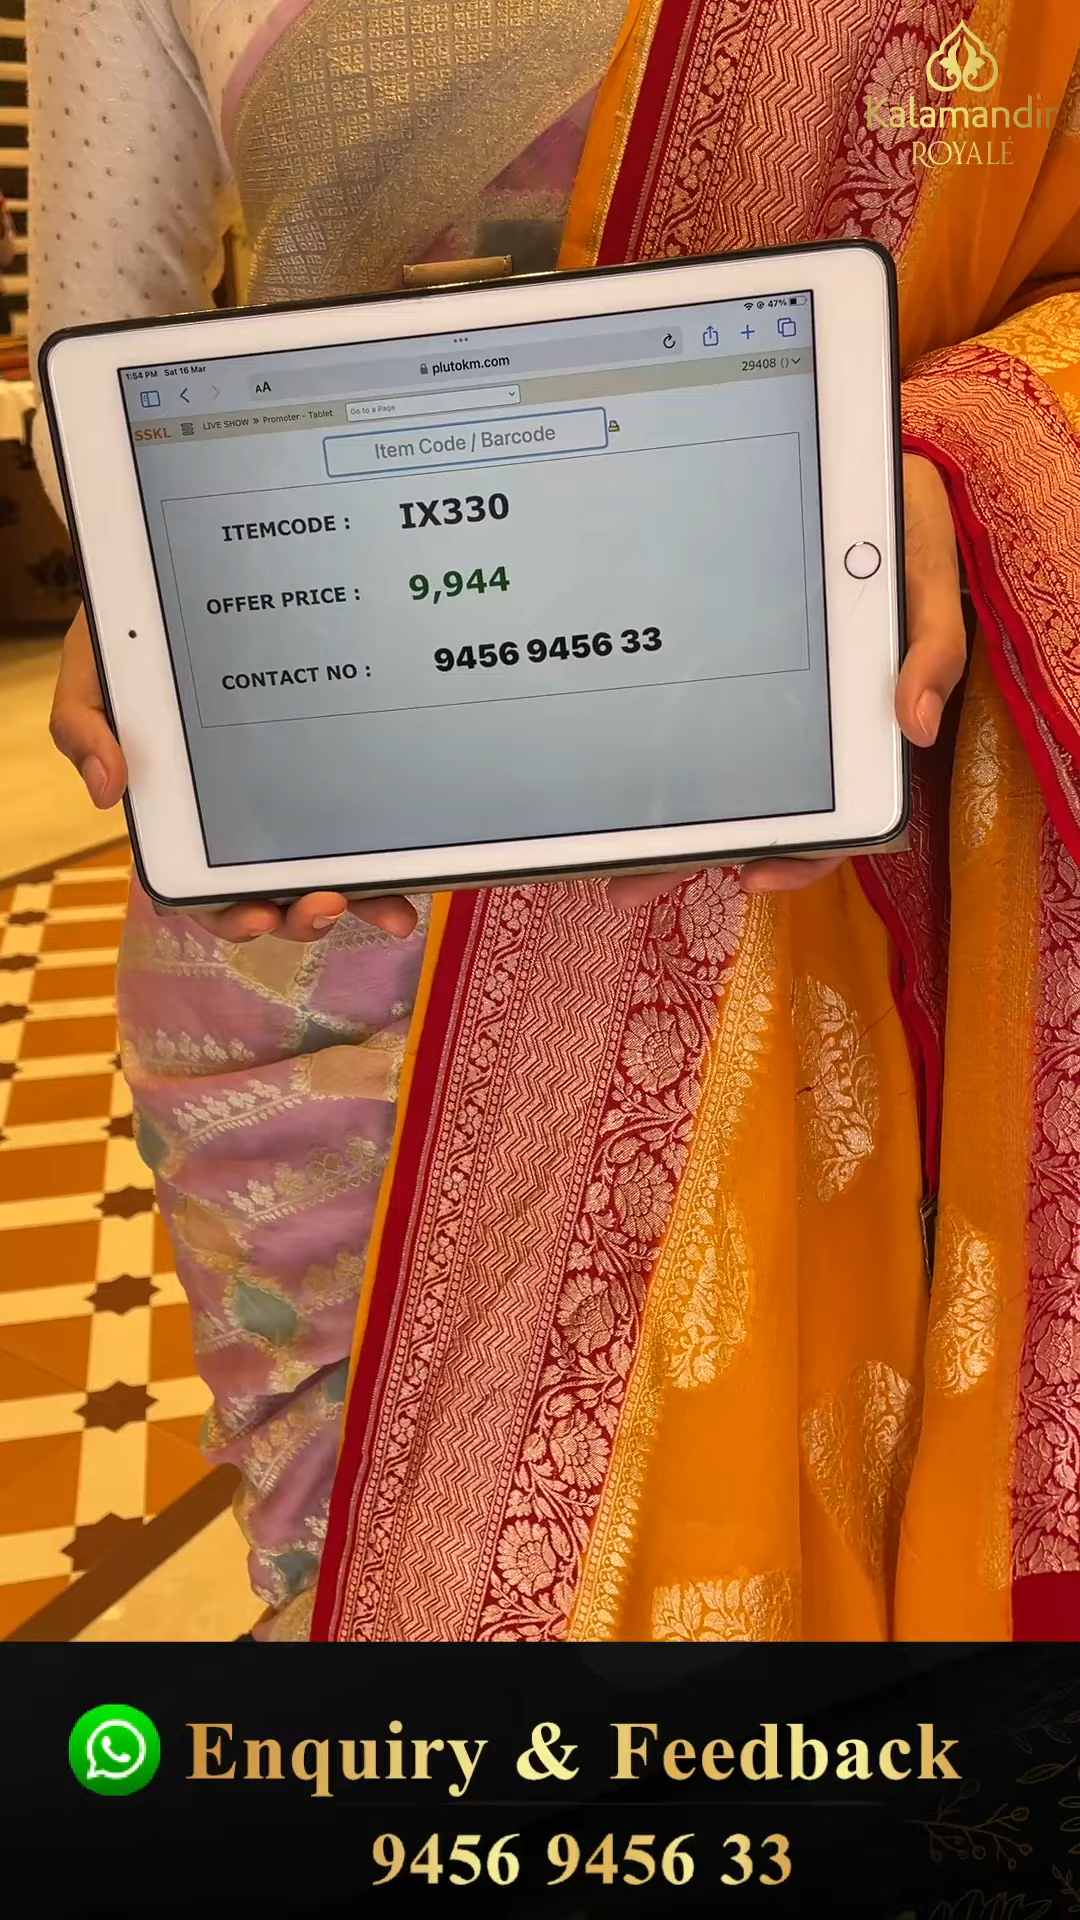 Kalamandir
ROYALÉ
1:54 PM Sat 16 Mar
47%
AA
plutokm.com
SSKL
LIVE SHOW » Promoter - Tablet
Go to a Page
29408 ()
Item Code / Barcode
ITEMCODE : IX330
OFFER PRICE : 9,944
CONTACT NO : 9456 9456 33
Enquiry & Feedback
9456 9456 33